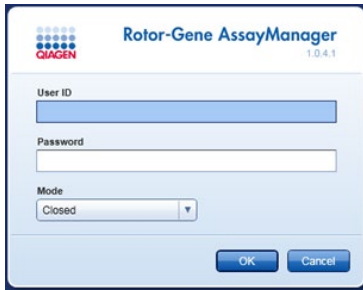 QIAGEN
Rotor-Gene AssayManager
1.0.4.1
User ID
Password
Mode
Closed
OK Cancel